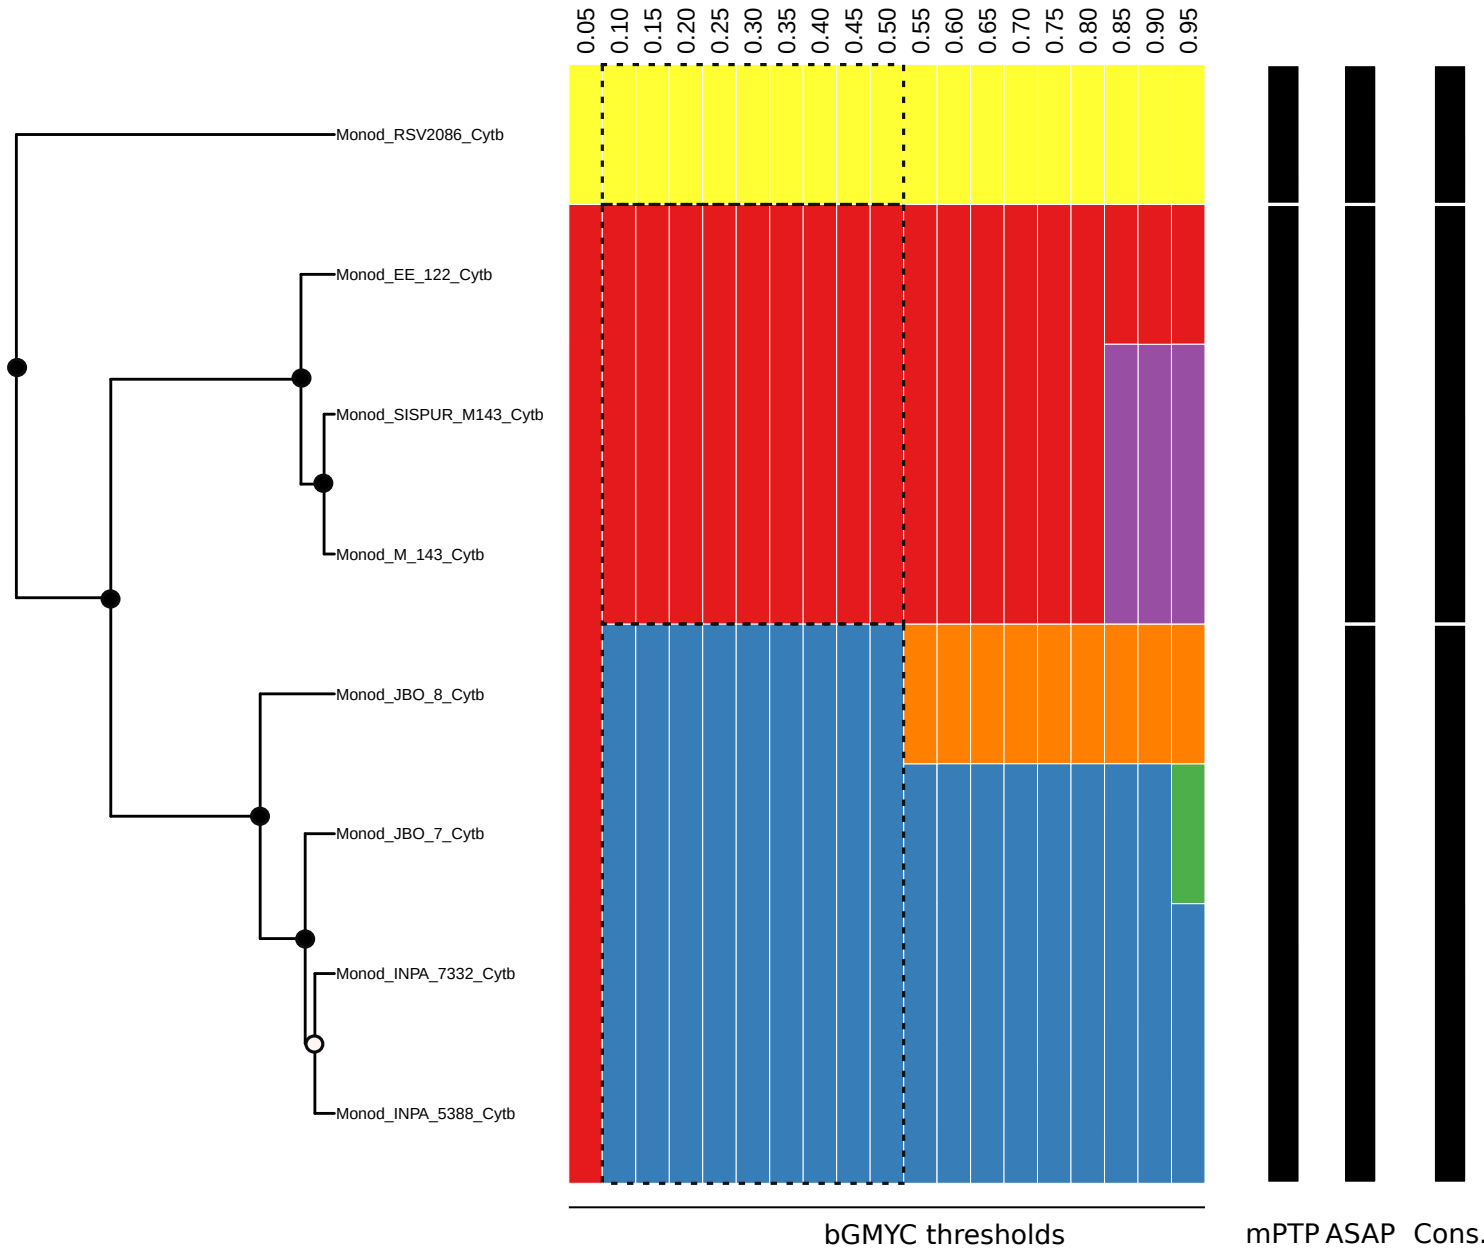 0.05 0.10 0.15 0.20 0.25 0.30 0.35 0.40 0.45 0.50 0.55 0.60 0.65 0.70 0.75 0.80 0.85 0.90 0.95
Monod_RSV2086_Cytb
Monod_EE_122_Cytb
Monod_SISPUR_M143_Cytb
Monod_M_143_Cytb
Monod_JBO_8_Cytb
Monod_JBO_7_Cytb
Monod_INPA_7332_Cytb
Monod_INPA_5388_Cytb
bGMYC thresholds mPTP ASAP Cons.